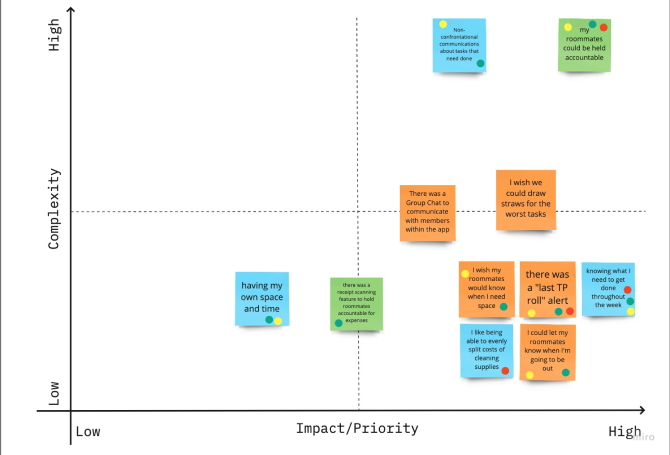 High
Non-
confrontational
communications
about tasks that
need done
my
roommates
could be held
accountable
Complexity
There was a
Group Chat to
communicate
with members
within the app
I wish we
could draw
straws for the
worst tasks
having my
own space
and time
there was a
receipt scanning
feature to hold
roommates
accountable for
expenses
I wish my
roommates
would know
when I need
space
there was
a "last TP
roll" alert
knowing what I
need to get
done
throughout
the week
I like being
able to evenly
split costs of
cleaning
supplies
I could let my
roommates
know when I'm
going to be
out
Low
Low
Impact/Priority
High
miro